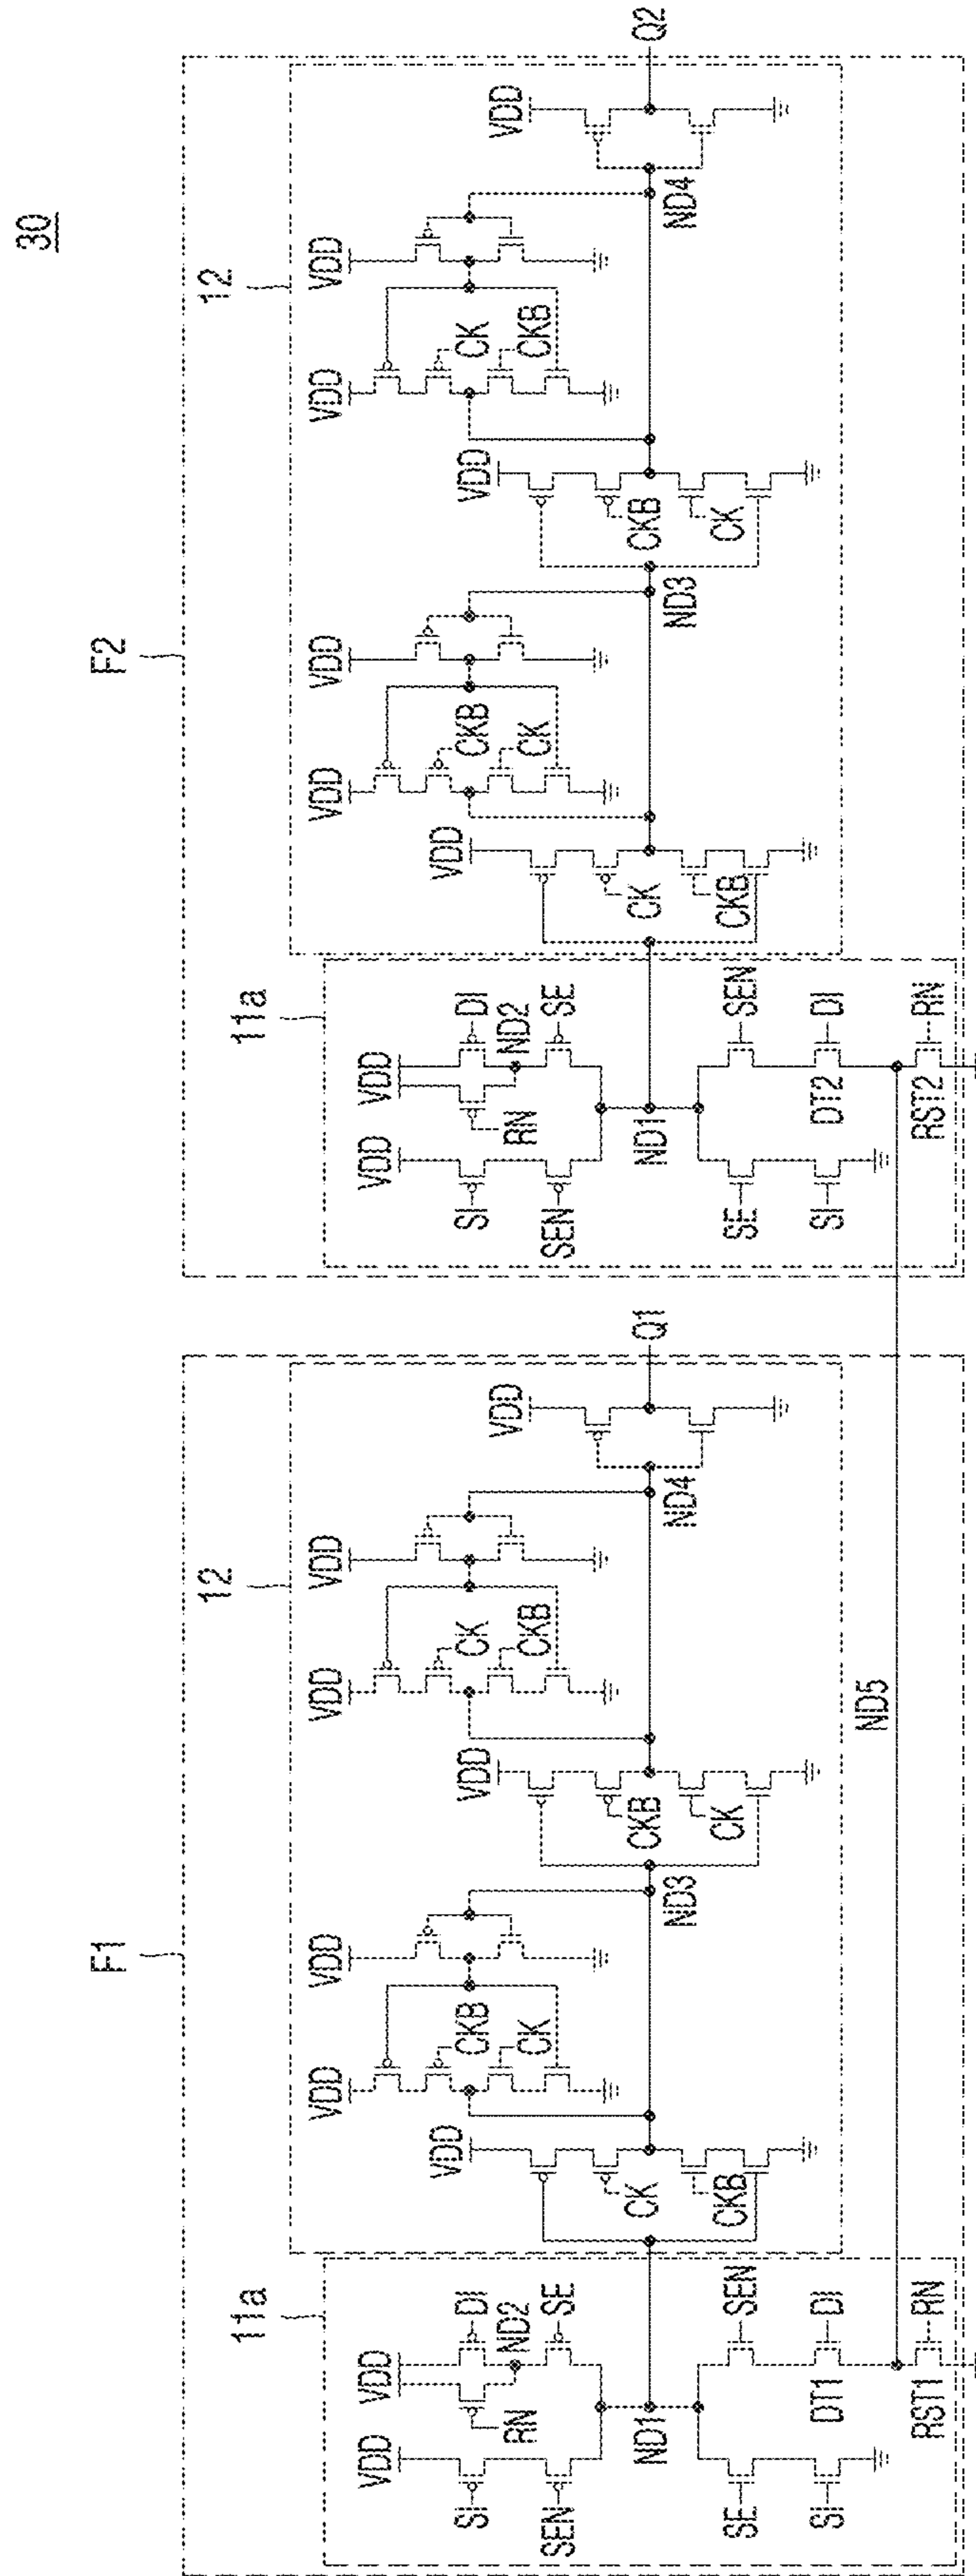 30
F1
F2
11a
12
11a
12
VDD
VDD
SI
RN
DI
ND2
SEN
SE
ND1
SE
SEN
SI
DT1
DI
RST1
RN
VDD
CK
CKB
VDD
CKB
CK
VDD
ND3
VDD
CKB
CK
VDD
CK
CKB
VDD
ND4
VDD
Q1
ND5
VDD
VDD
SI
RN
DI
ND2
SEN
SE
ND1
SE
SEN
SI
DT2
DI
RST2
RN
VDD
CK
CKB
VDD
CKB
CK
VDD
ND3
VDD
CKB
CK
VDD
CK
CKB
VDD
ND4
VDD
Q2